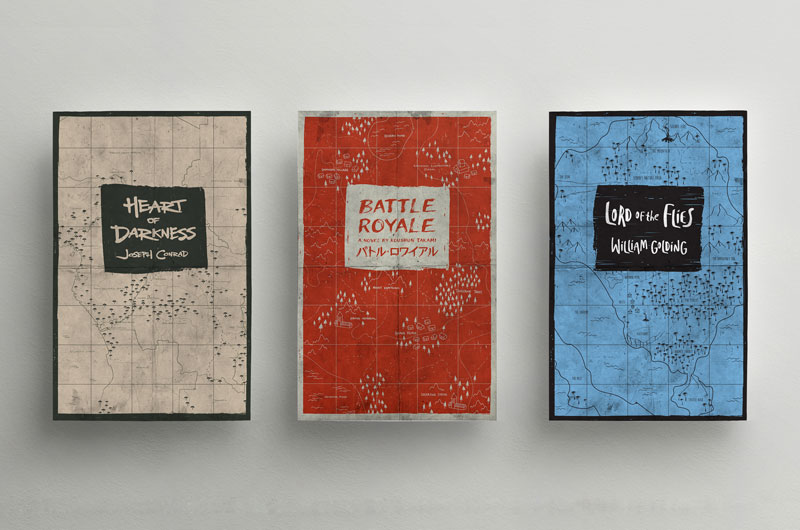 HEART
OF
DARKNESS
JOSEPH CONRAD
BATTLE
ROYALE
A NOVEL BY KOUSHUN TAKAMI
バトル・ロワイアル
LORD OF THE FLIES
WILLIAM GOLDING